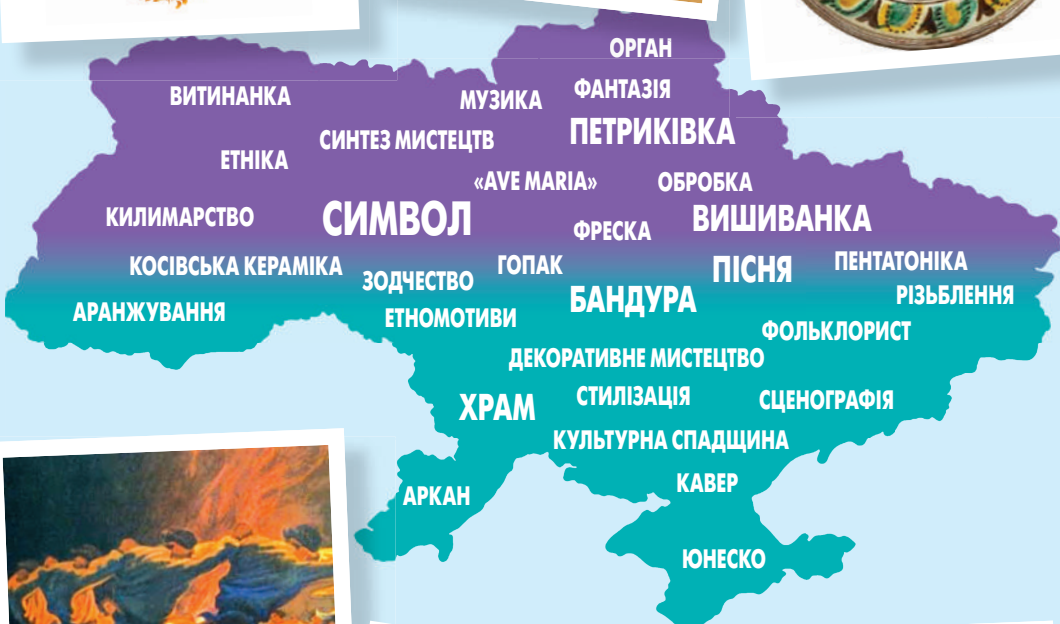 ОРГАН
ФАНТАЗІЯ
ВИТИНАНКА
МУЗИКА
ПЕТРИКІВКА
СИНТЕЗ МИСТЕЦТВ
ЕТНІКА
«AVE MARIA»
ОБРОБКА
КИЛИМАРСТВО
СИМВОЛ
ФРЕСКА
ВИШИВАНКА
КОСІВСЬКА КЕРАМІКА
ЗОДЧЕСТВО
ГОПАК
ПІСНЯ
ПЕНТАТОНІКА
БАНДУРА
РІЗЬБЛЕННЯ
АРАНЖУВАННЯ
ЕТНОМОТИВИ
ФОЛЬКЛОРИСТ
ДЕКОРАТИВНЕ МИСТЕЦТВО
ХРАМ
СТИЛІЗАЦІЯ
СЦЕНОГРАФІЯ
КУЛЬТУРНА СПАДЩИНА
АРКАН
КАВЕР
ЮНЕСКО